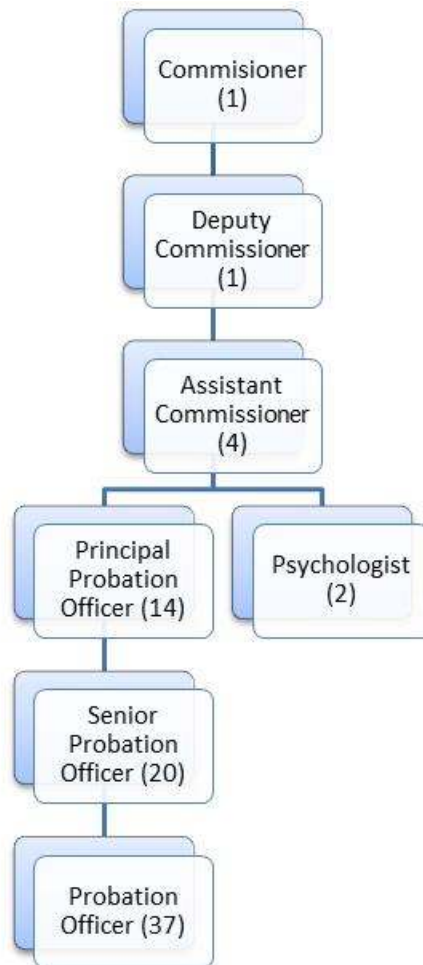 Commisioner
(1)
Deputy
Commissioner
(1)
Assistant
Commissioner
(4)
Principal
Probation
Officer (14)
Psychologist
(2)
Senior
Probation
Officer (20)
Probation
Officer (37)